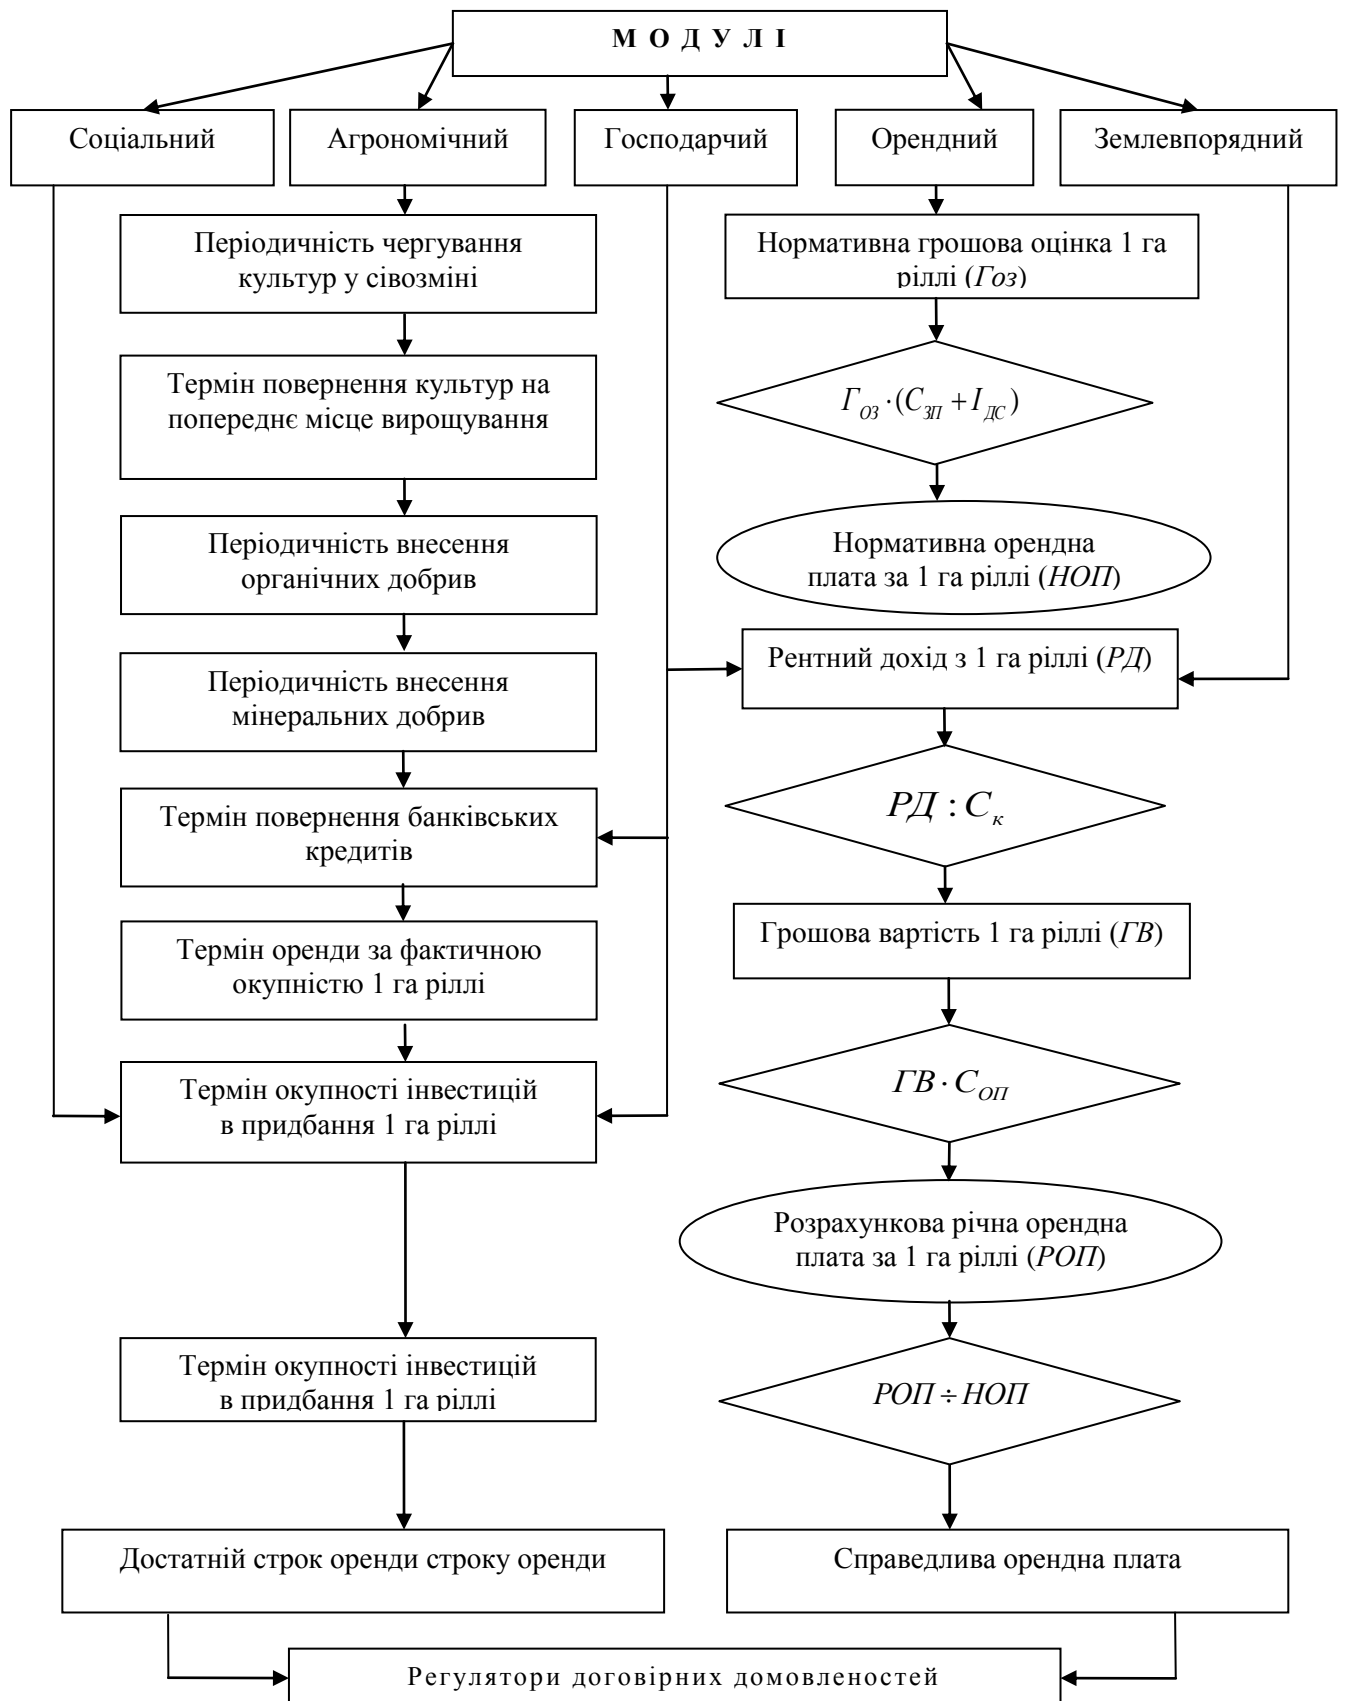 М О Д У Л І
Соціальний
Агрономічний
Господарчий
Орендний
Землевпорядний
Періодичність чергування
культур у сівозміні
Термін повернення культур на
попереднє місце вирощування
Періодичність внесення
органічних добрив
Періодичність внесення
мінеральних добрив
Термін повернення банківських
кредитів
Термін оренди за фактичною
окупністю 1 га ріллі
Термін окупності інвестицій
в придбання 1 га ріллі
Термін окупності інвестицій
в придбання 1 га ріллі
Достатній строк оренди строку оренди
Нормативна грошова оцінка 1 га
ріллі (Гоз)
Г_ОЗ · (С_ЗП + І_ДС)
Нормативна орендна
плата за 1 га ріллі (НОП)
Рентний дохід з 1 га ріллі (РД)
РД : С_к
Грошова вартість 1 га ріллі (ГВ)
ГВ · С_ОП
Розрахункова річна орендна
плата за 1 га ріллі (РОП)
РОП ÷ НОП
Справедлива орендна плата
Регулятори договірних домовленостей